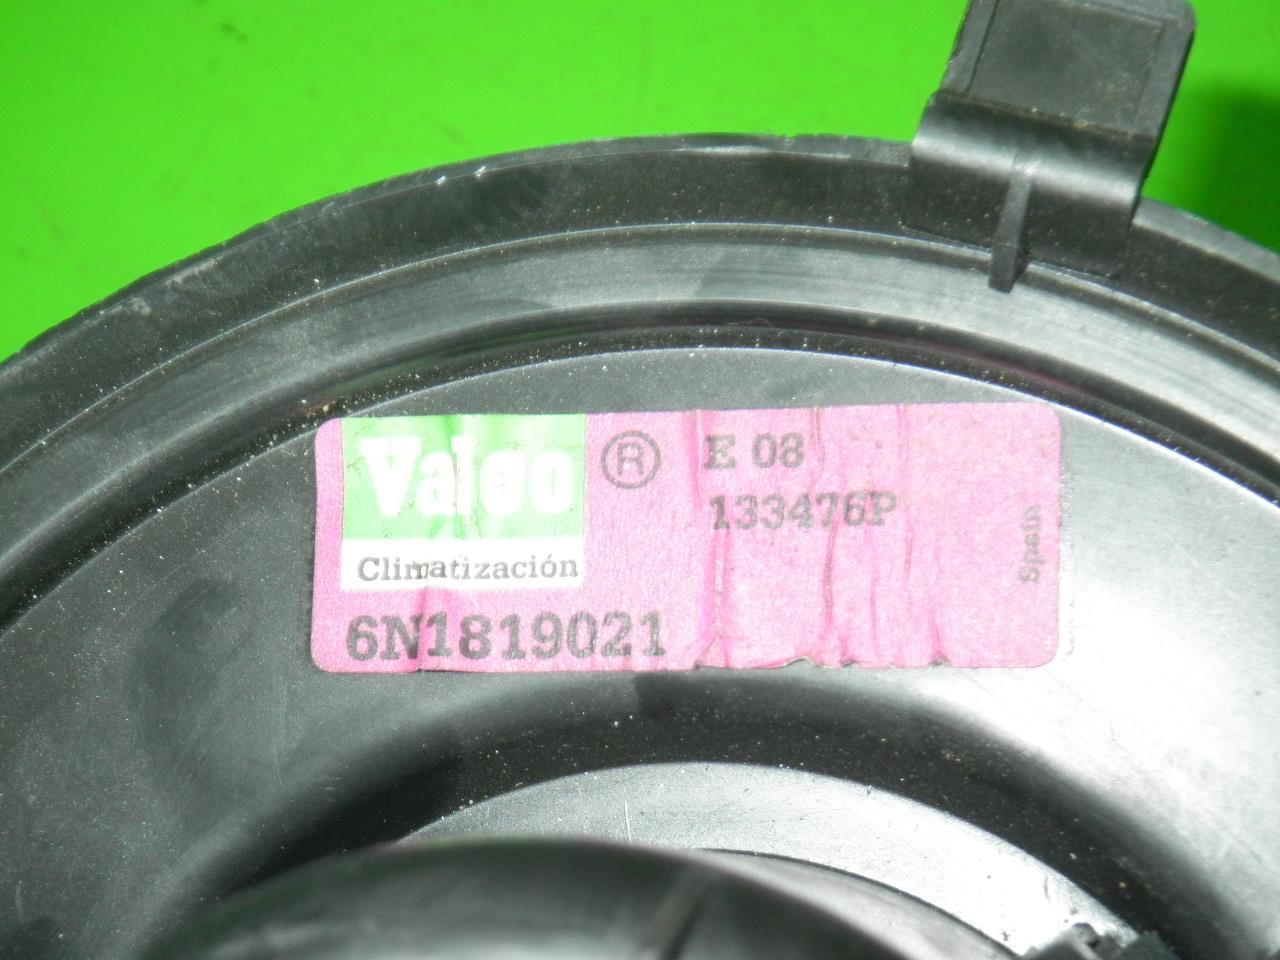 Valeo ® E 08
133476P
Climatización
6N1819021
Spain